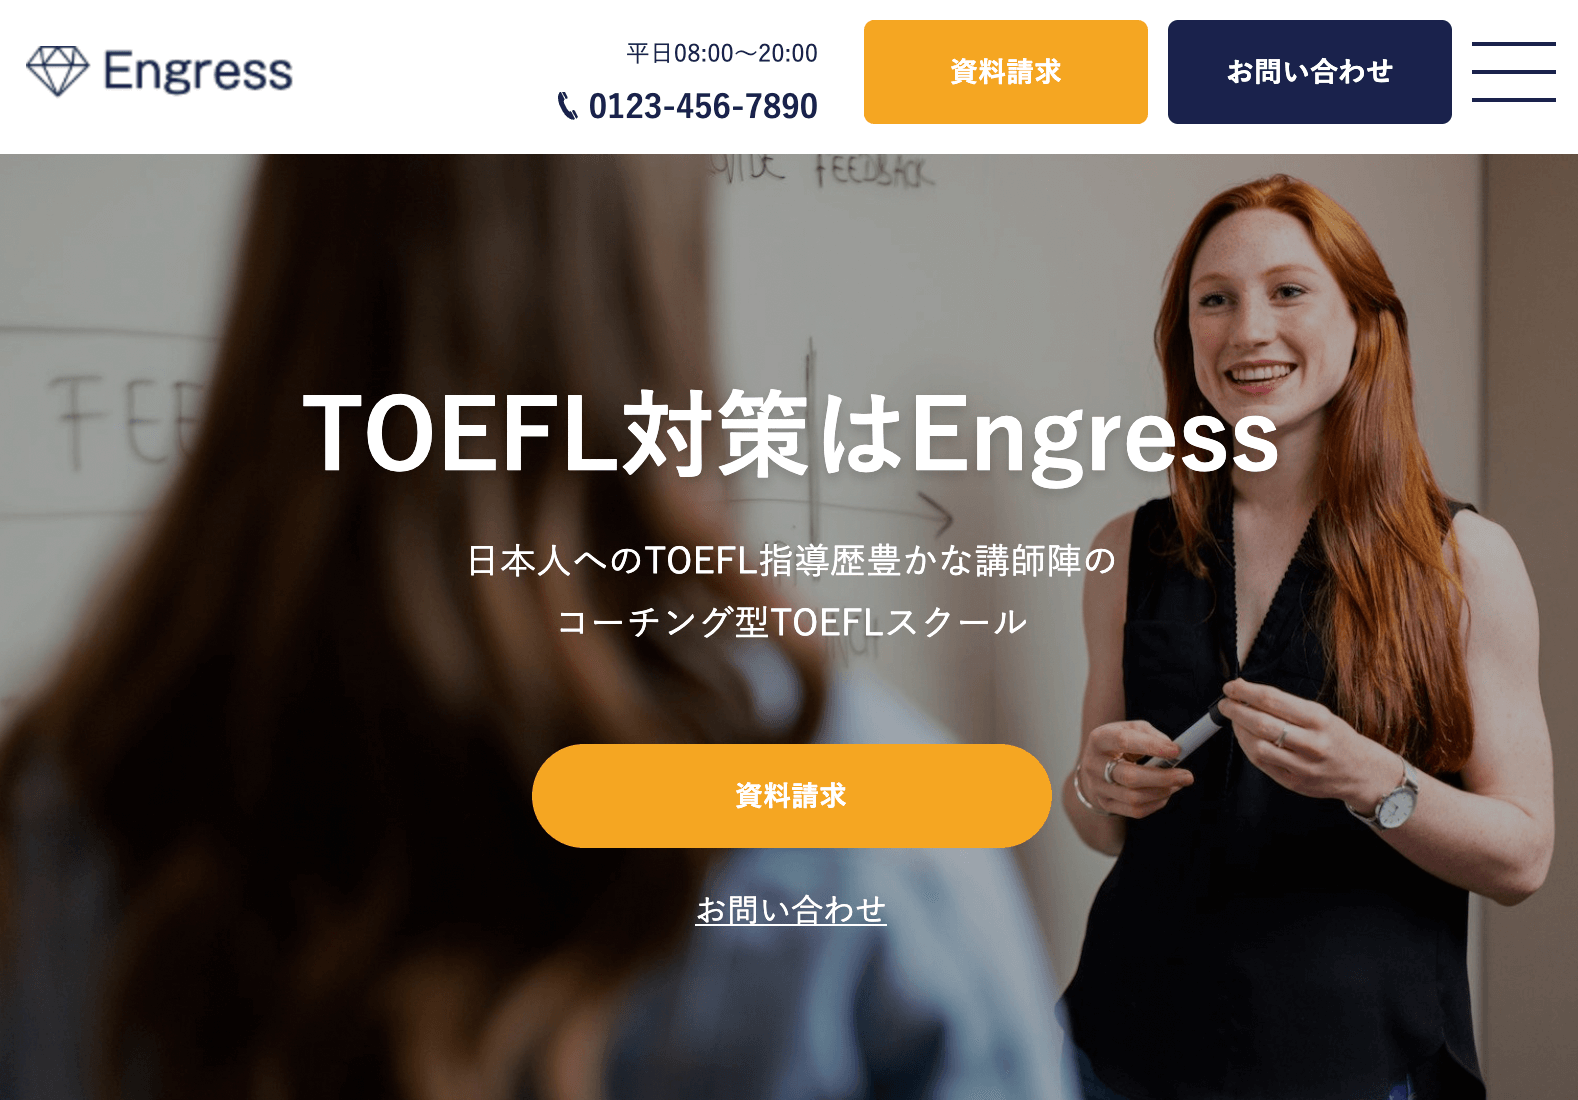 Engress
平日08:00〜20:00
0123-456-7890
資料請求
お問い合わせ
FEEDBACK
FEE
TOEFL対策はEngress
日本人へのTOEFL指導歴豊かな講師陣の
コーチング型TOEFLスクール
資料請求
お問い合わせ